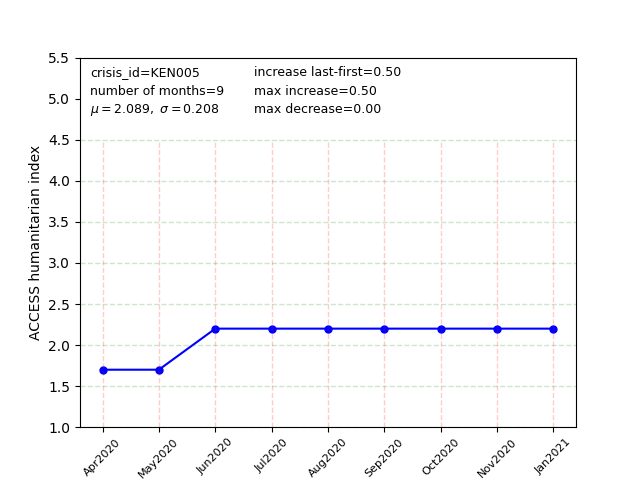 crisis_id=KEN005
number of months=9
μ = 2.089, σ =0.208
increase last-first=0.50
max increase=0.50
max decrease=0.00
ACCESS humanitarian index
5.5
5.0
4.5
4.0
3.5
3.0
2.5
2.0
1.5
1.0
Apr2020
May2020
Jun2020
Jul2020
Aug2020
Sep2020
Oct2020
Nov2020
Jan2021